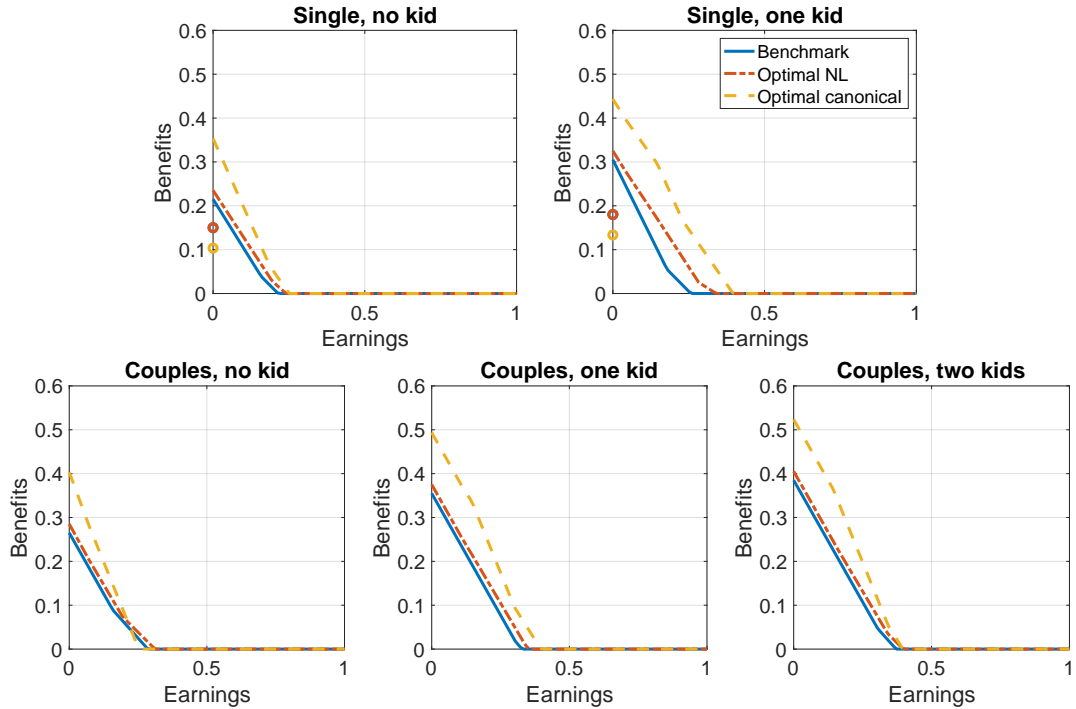 Single, no kid
Single, one kid
0.6
0.5
0.4
0.3
0.2
0.1
0
Benefits
0
0.5
1
Earnings
0.6
0.5
0.4
0.3
0.2
0.1
0
Benefits
0
0.5
1
Earnings
Benchmark
Optimal NL
Optimal canonical
Couples, no kid
Couples, one kid
Couples, two kids
0.6
0.5
0.4
0.3
0.2
0.1
0
Benefits
0
0.5
1
Earnings
0.6
0.5
0.4
0.3
0.2
0.1
0
Benefits
0
0.5
1
Earnings
0.6
0.5
0.4
0.3
0.2
0.1
0
Benefits
0
0.5
1
Earnings